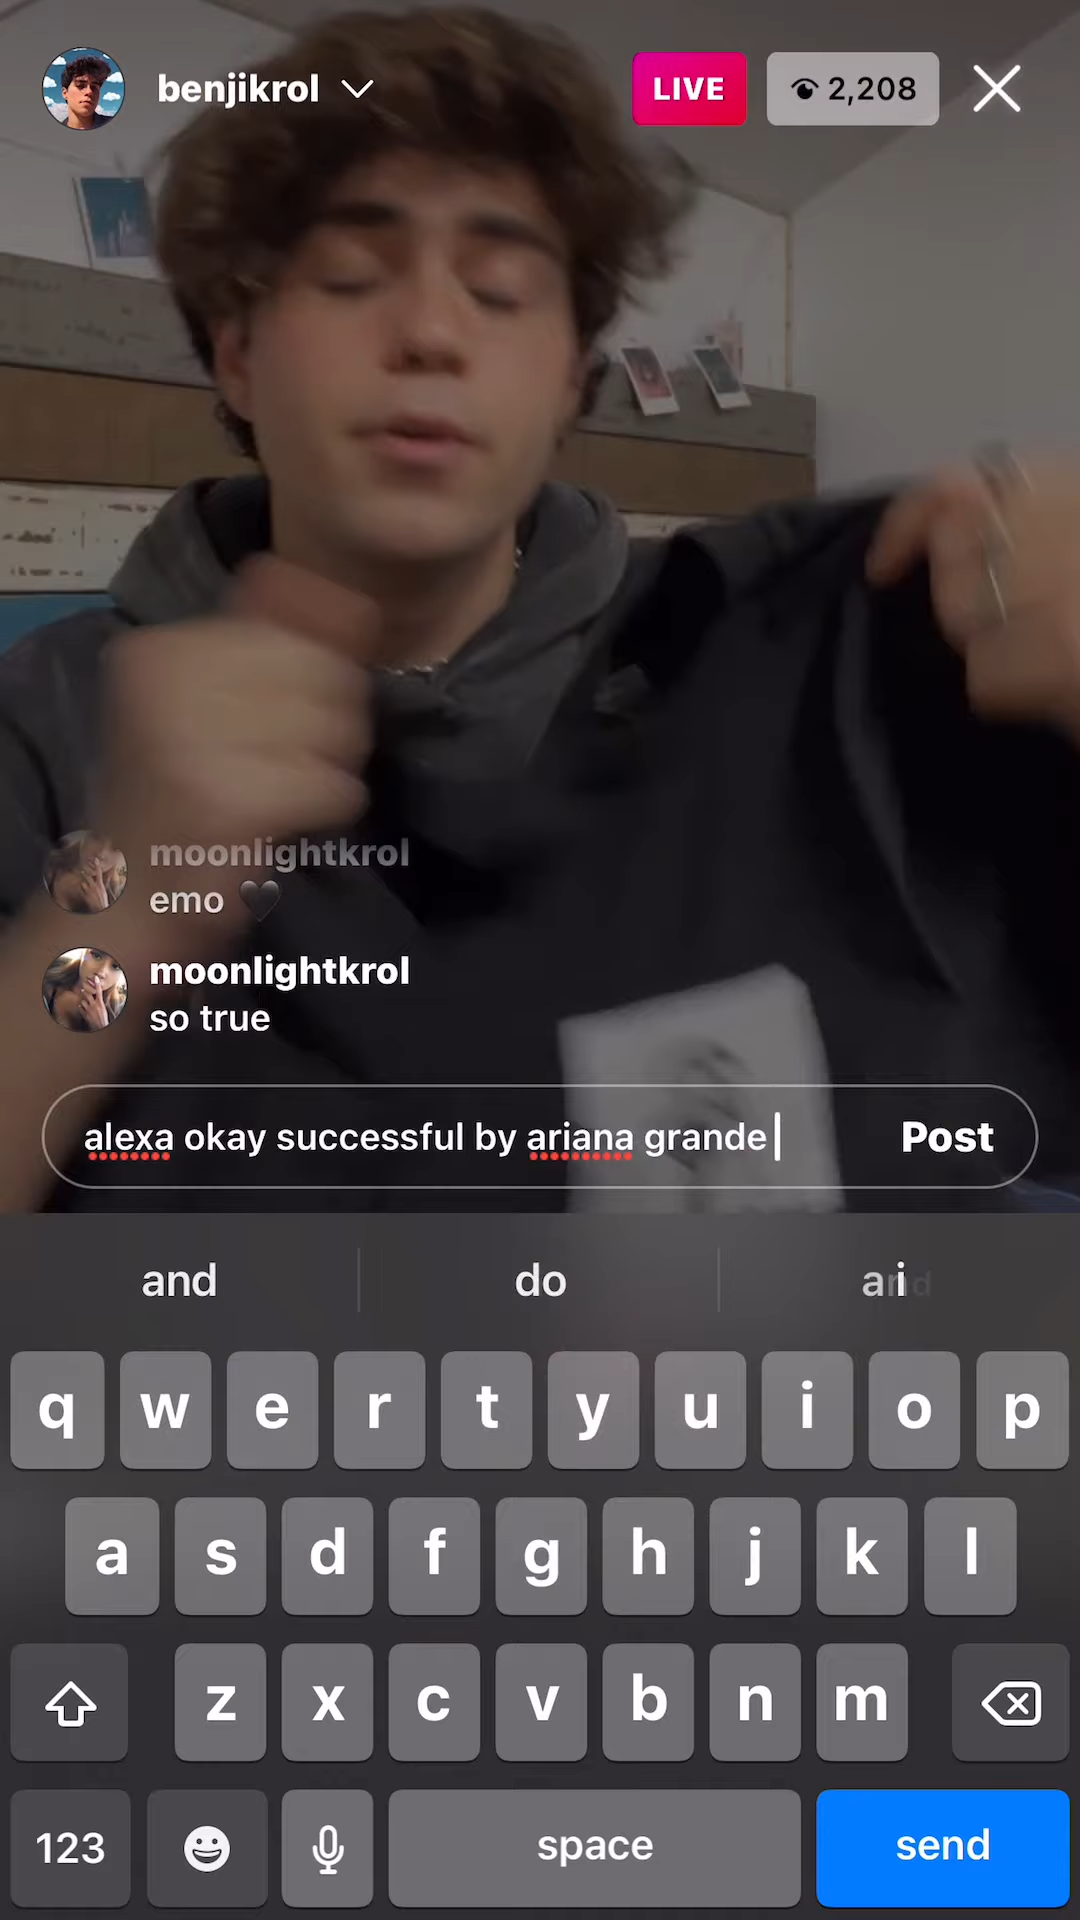 benjikrol
LIVE
2,208
moonlightkrol
emo 🖤
moonlightkrol
so true
alexa okay successful by ariana grande
Post
and
do
q w e r t y u i o p
a s d f g h j k l
z x c v b n m
123
space
send